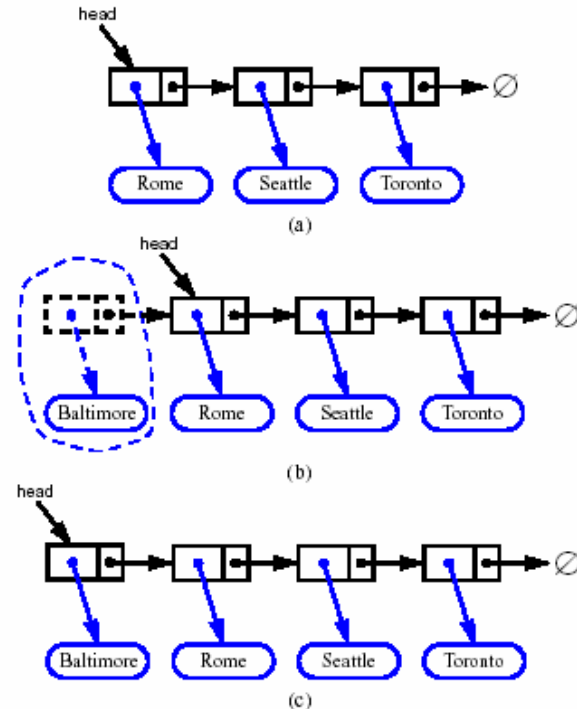 head
∅
Rome Seattle Toronto
(a)
head
∅
Baltimore Rome Seattle Toronto
(b)
head
∅
Baltimore Rome Seattle Toronto
(c)